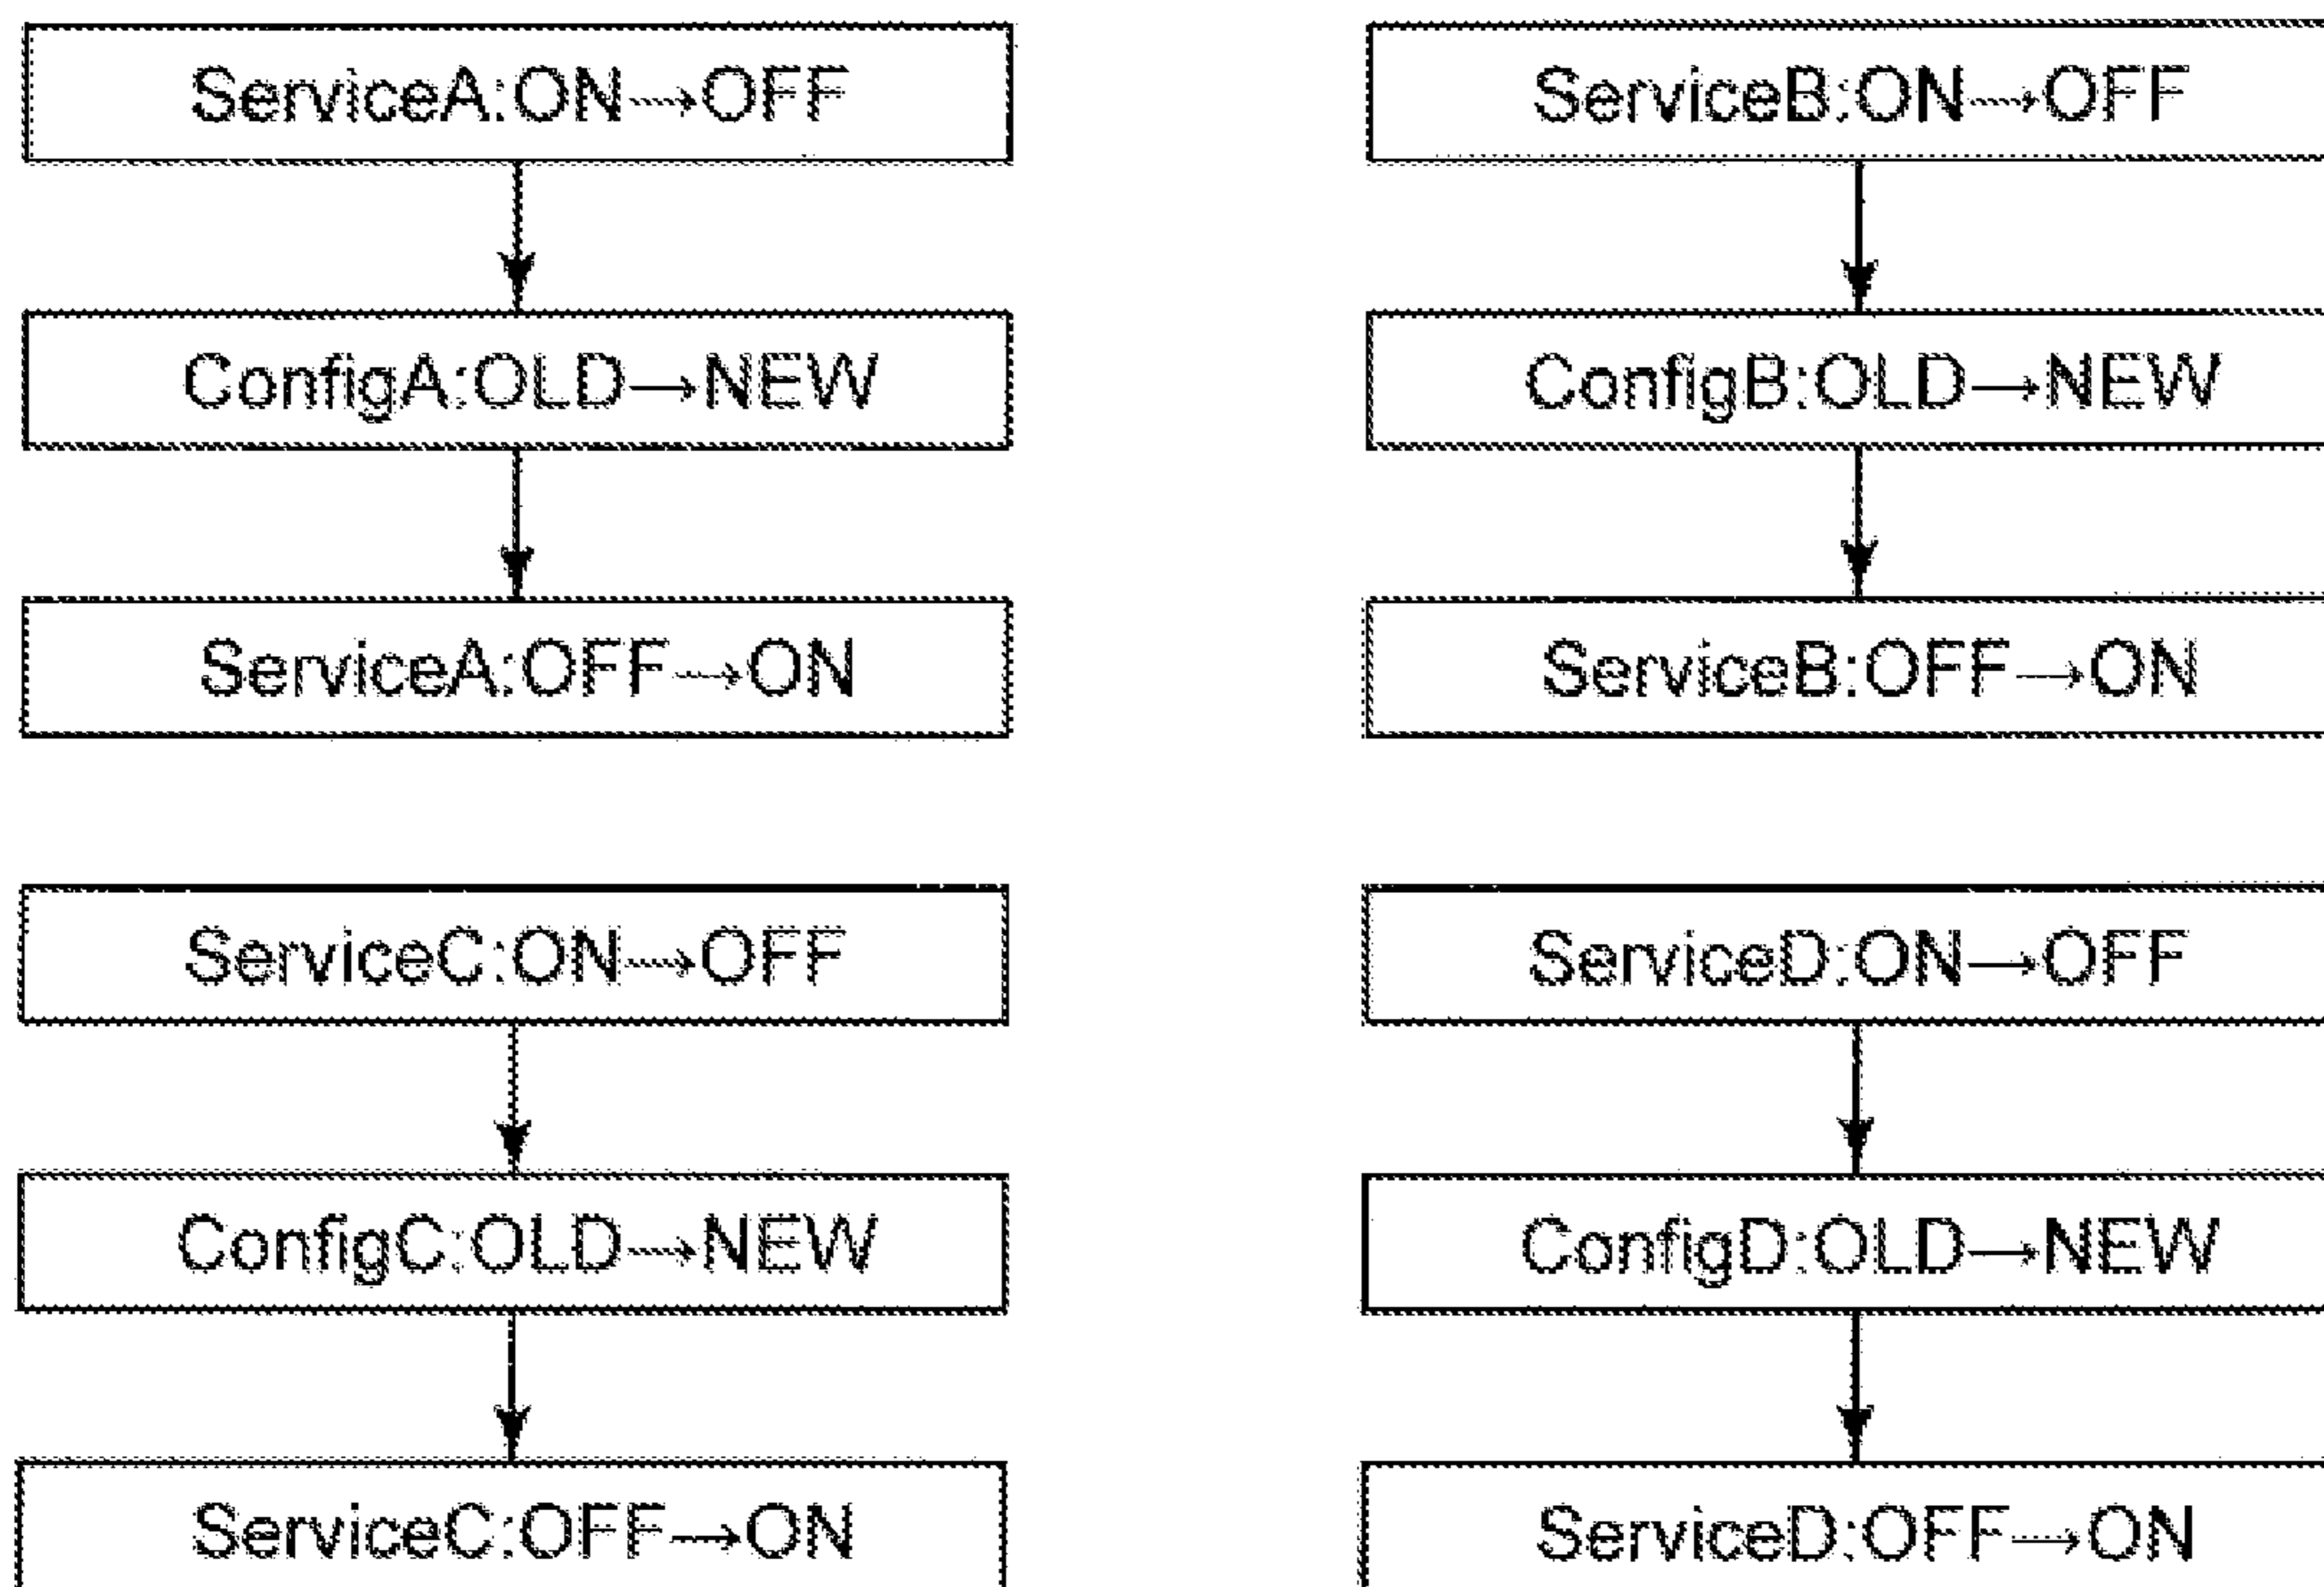 ServiceA:ON→OFF
ConfigA:OLD→NEW
ServiceA:OFF→ON
ServiceB:ON→OFF
ConfigB:OLD→NEW
ServiceB:OFF→ON
ServiceC:ON→OFF
ConfigC:OLD→NEW
ServiceC:OFF→ON
ServiceD:ON→OFF
ConfigD:OLD→NEW
ServiceD:OFF→ON